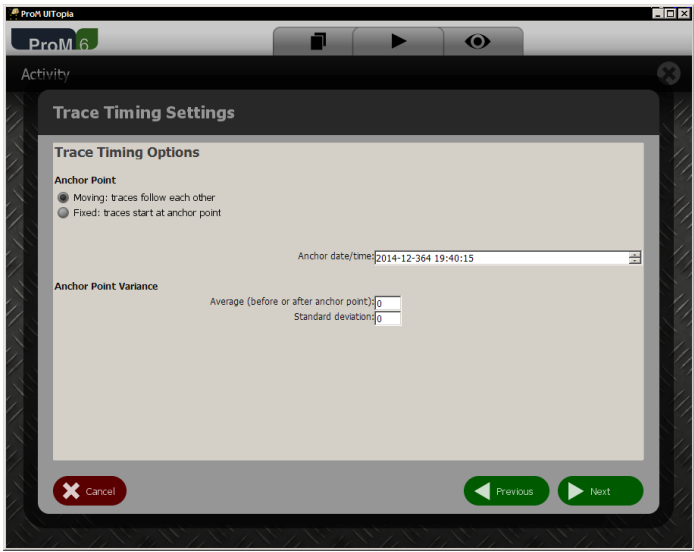 ProM UITopia
ProM 6
Activity
Trace Timing Settings
Trace Timing Options
Anchor Point
Moving: traces follow each other
Fixed: traces start at anchor point
Anchor date/time: 2014-12-364 19:40:15
Anchor Point Variance
Average (before or after anchor point): 0
Standard deviation: 0
Cancel
Previous
Next